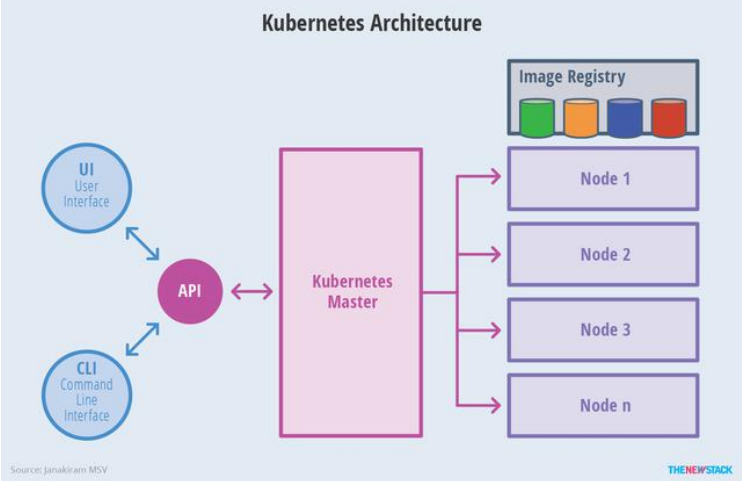 Kubernetes Architecture
Image Registry
UI
User
Interface
API
CLI
Command
Line
Interface
Kubernetes
Master
Node 1
Node 2
Node 3
Node n
Source: Janakiram MSV
THENEWSTACK